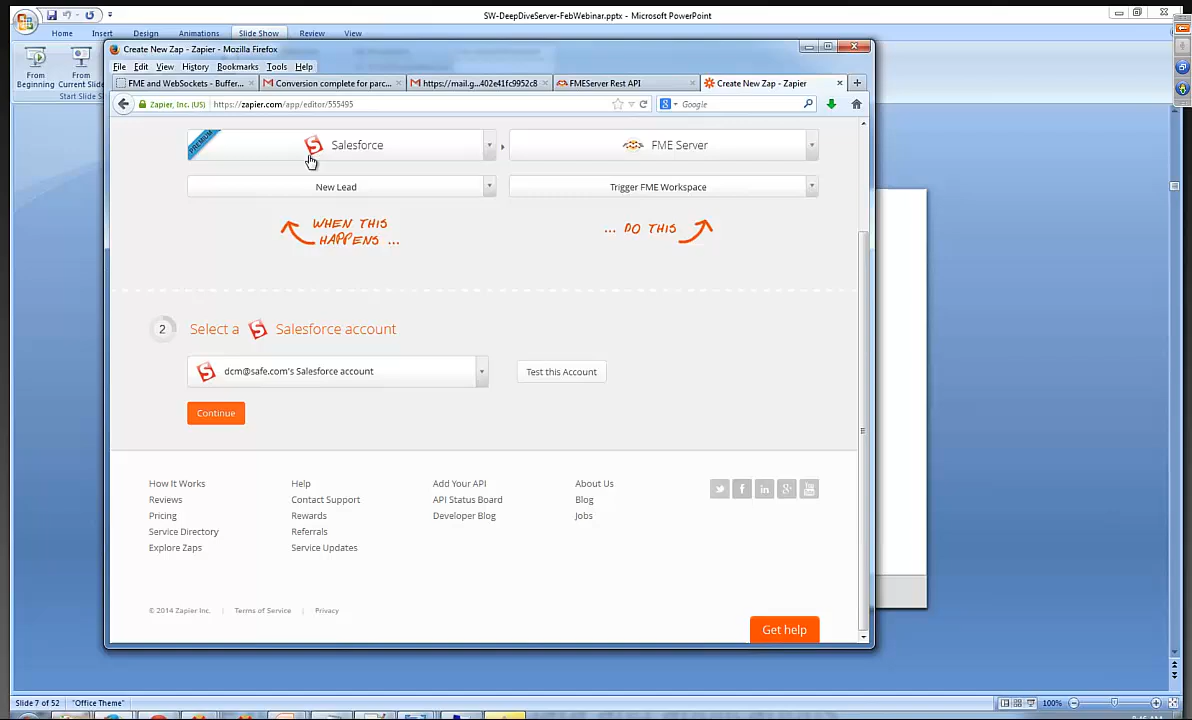 SW-DeepDiveServer-FebWebinar.pptx - Microsoft PowerPoint
Home Insert Design Animations Slide Show Review View
From Beginning
From Current Slide
Start Slide S
Create New Zap - Zapier - Mozilla Firefox
File Edit View History Bookmarks Tools Help
FME and WebSockets - Buffer... Conversion complete for parc... https://mail.g...402e41fc9952c8 FMEServer Rest API Create New Zap - Zapier
Zapier, Inc. (US) https://zapier.com/app/editor/555495 Google
PREMIUM Salesforce FME Server
New Lead Trigger FME Workspace
WHEN THIS HAPPENS ...
... DO THIS
2 Select a Salesforce account
dcm@safe.com's Salesforce account Test this Account
Continue
How It Works Help Add Your API About Us
Reviews Contact Support API Status Board Blog
Pricing Rewards Developer Blog Jobs
Service Directory Referrals
Explore Zaps Service Updates
© 2014 Zapier Inc. | Terms of Service | Privacy
Get help
Slide 7 of 52 "Office Theme" 100%